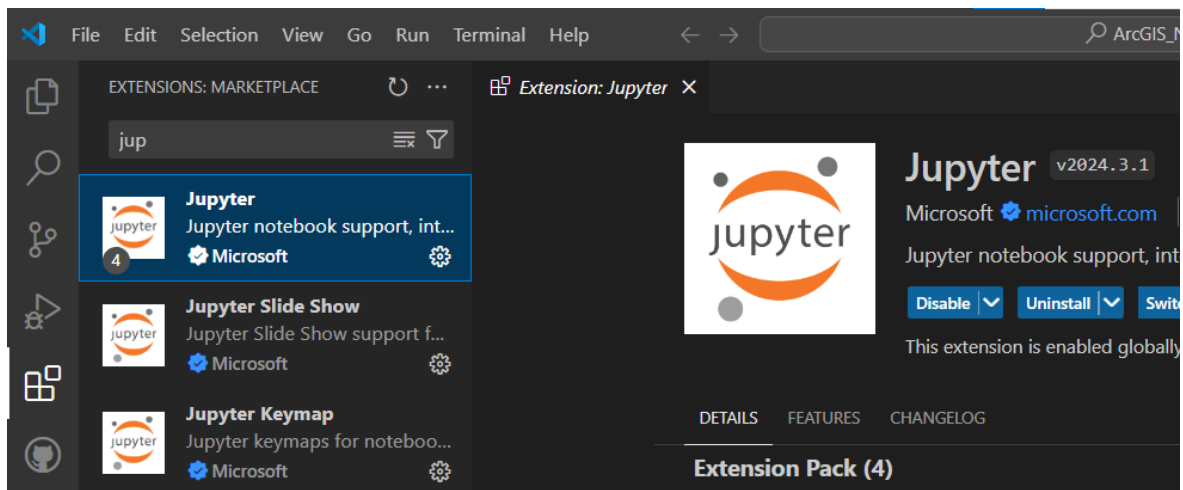 File Edit Selection View Go Run Terminal Help
ArcGIS_N
EXTENSIONS: MARKETPLACE
jup
Jupyter
Jupyter notebook support, int...
Microsoft
jupyter
4
Jupyter Slide Show
Jupyter Slide Show support f...
Microsoft
jupyter
Jupyter Keymap
Jupyter keymaps for noteboo...
Microsoft
jupyter
Extension: Jupyter
jupyter
Jupyter v2024.3.1
Microsoft microsoft.com
Jupyter notebook support, int
Disable Uninstall Switc
This extension is enabled globally
DETAILS FEATURES CHANGELOG
Extension Pack (4)